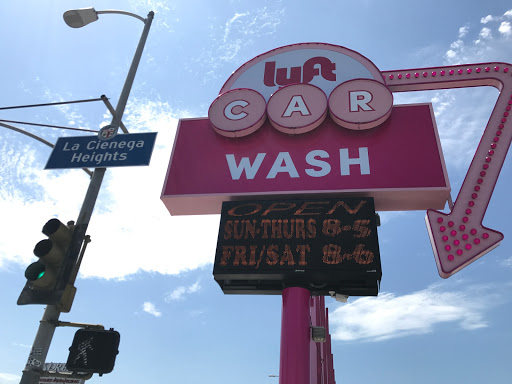 La Cienega
Heights
lyft
CAR
WASH
OPEN
SUN-THURS 8-5
FRI/SAT 8-6